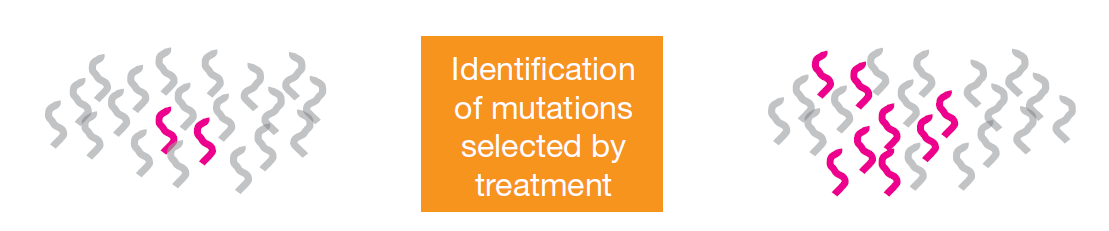 Identification
of mutations
selected by
treatment